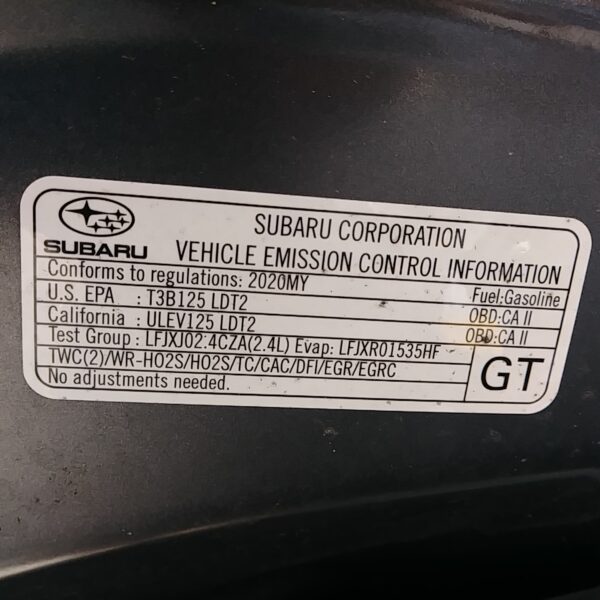 SUBARU
SUBARU CORPORATION
VEHICLE EMISSION CONTROL INFORMATION
Conforms to regulations: 2020MY Fuel:Gasoline
U.S. EPA : T3B125 LDT2 OBD:CA II
California : ULEV125 LDT2 OBD:CA II
Test Group : LFJXJ02.4CZA(2.4L) Evap: LFJXR01535HF
TWC(2)/WR-HO2S/HO2S/TC/CAC/DFI/EGR/EGRC
No adjustments needed.
GT